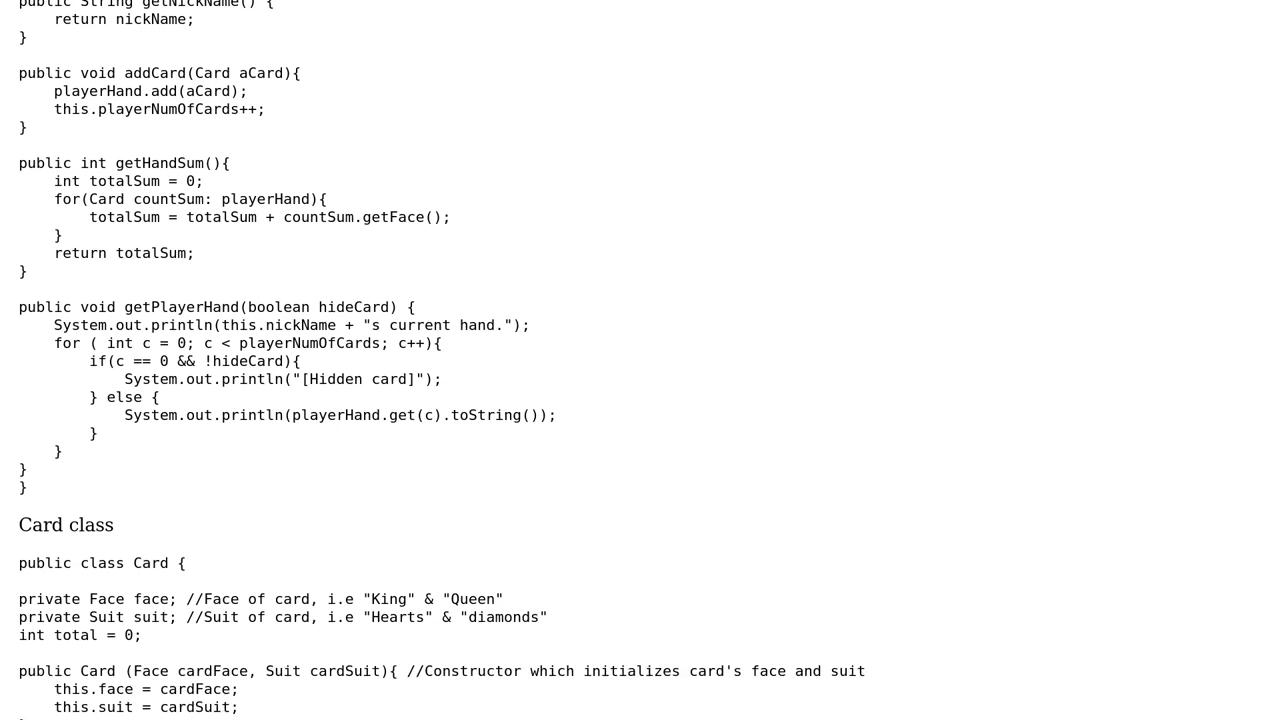 public String getNickName() {
    return nickName;
}

public void addCard(Card aCard){
    playerHand.add(aCard);
    this.playerNumOfCards++;
}

public int getHandSum(){
    int totalSum = 0;
    for(Card countSum: playerHand){
        totalSum = totalSum + countSum.getFace();
    }
    return totalSum;
}

public void getPlayerHand(boolean hideCard) {
    System.out.println(this.nickName + "s current hand.");
    for ( int c = 0; c < playerNumOfCards; c++){
        if(c == 0 && !hideCard){
            System.out.println("[Hidden card]");
        } else {
            System.out.println(playerHand.get(c).toString());
        }
    }
}
}

Card class

public class Card {

private Face face; //Face of card, i.e "King" & "Queen"
private Suit suit; //Suit of card, i.e "Hearts" & "diamonds"
int total = 0;

public Card (Face cardFace, Suit cardSuit){ //Constructor which initializes card's face and suit
    this.face = cardFace;
    this.suit = cardSuit;